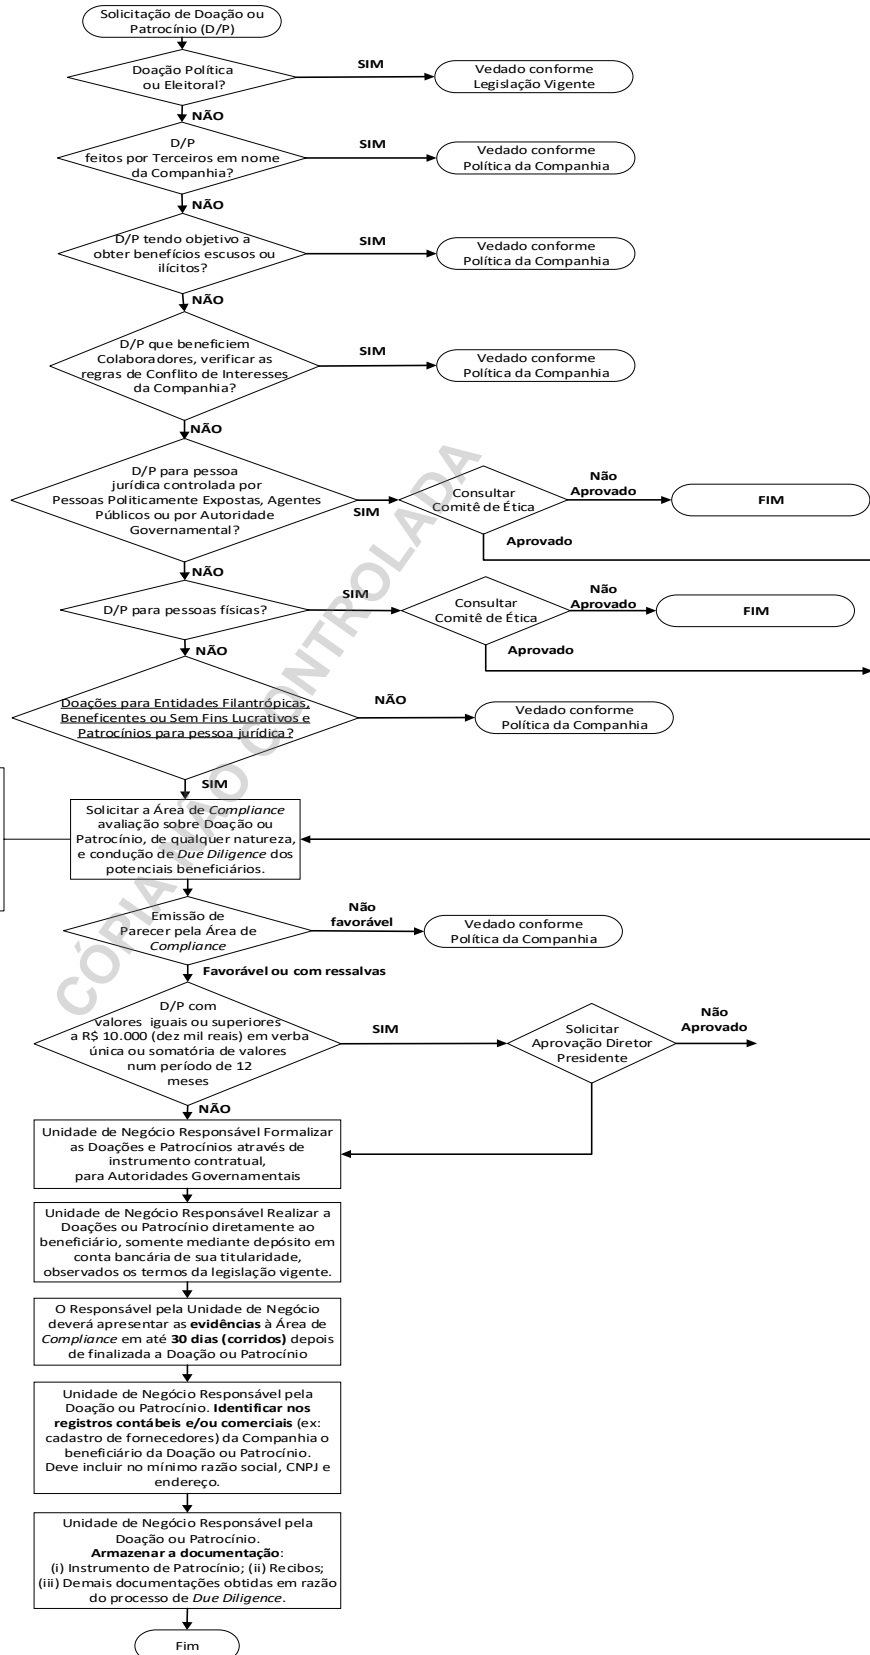 Solicitação de Doação ou
Patrocínio (D/P)
Doação Política
ou Eleitoral?
SIM
Vedado conforme
Legislação Vigente
NÃO
D/P
feitos por Terceiros em nome
da Companhia?
SIM
Vedado conforme
Política da Companhia
NÃO
D/P tendo objetivo a
obter benefícios escusos ou
ilícitos?
SIM
Vedado conforme
Política da Companhia
NÃO
D/P que beneficiem
Colaboradores, verificar as
regras de Conflito de Interesses
da Companhia?
SIM
Vedado conforme
Política da Companhia
NÃO
D/P para pessoa
jurídica controlada por
Pessoas Politicamente Expostas, Agentes
Públicos ou por Autoridade
Governamental?
SIM
Consultar
Comitê de Ética
Não
Aprovado
FIM
Aprovado
NÃO
D/P para pessoas físicas?
SIM
Consultar
Comitê de Ética
Não
Aprovado
FIM
Aprovado
NÃO
Doações para Entidades Filantrópicas,
Beneficentes ou Sem Fins Lucrativos e
Patrocínios para pessoa jurídica?
NÃO
Vedado conforme
Política da Companhia
SIM
Solicitar a Área de Compliance
avaliação sobre Doação ou
Patrocínio, de qualquer natureza,
e condução de Due Diligence dos
potenciais beneficiários.
Emissão de
Parecer pela Área de
Compliance
Não
favorável
Vedado conforme
Política da Companhia
Favorável ou com ressalvas
D/P com
valores iguais ou superiores
a R$ 10.000 (dez mil reais) em verba
única ou somatória de valores
num período de 12
meses
SIM
Solicitar
Aprovação Diretor
Presidente
Não
Aprovado
NÃO
Unidade de Negócio Responsável Formalizar
as Doações e Patrocínios através de
instrumento contratual,
para Autoridades Governamentais
Unidade de Negócio Responsável Realizar a
Doações ou Patrocínio diretamente ao
beneficiário, somente mediante depósito em
conta bancária de sua titularidade,
observados os termos da legislação vigente.
O Responsável pela Unidade de Negócio
deverá apresentar as evidências à Área de
Compliance em até 30 dias (corridos) depois
de finalizada a Doação ou Patrocínio
Unidade de Negócio Responsável pela
Doação ou Patrocínio. Identificar nos
registros contábeis e/ou comerciais (ex:
cadastro de fornecedores) da Companhia o
beneficiário da Doação ou Patrocínio.
Deve incluir no mínimo razão social, CNPJ e
endereço.
Unidade de Negócio Responsável pela
Doação ou Patrocínio.
Armazenar a documentação:
(i) Instrumento de Patrocínio; (ii) Recibos;
(iii) Demais documentações obtidas em razão
do processo de Due Diligence.
Fim
CÓPIA NÃO CONTROLADA